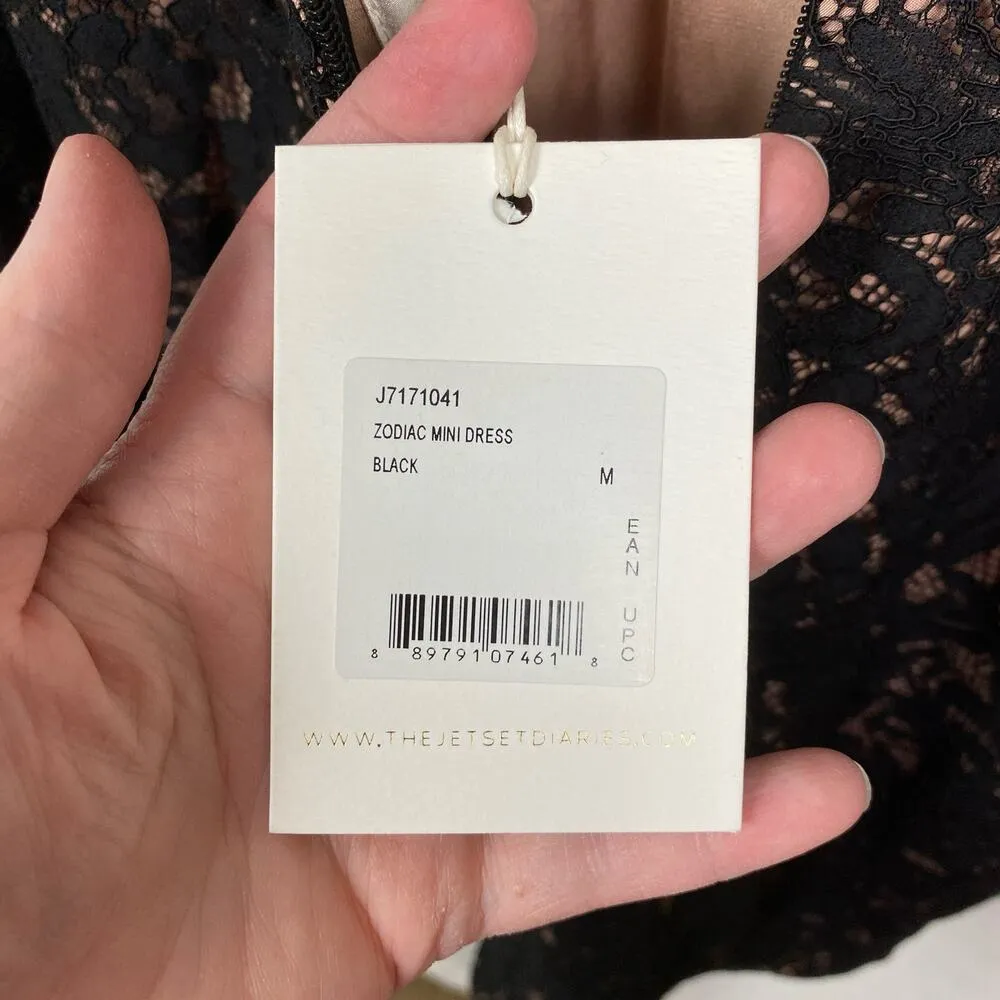 J7171041
ZODIAC MINI DRESS
BLACK
M
EAN UPC
8 89791 07461 8
WWW.THEJETSETDIARIES.COM